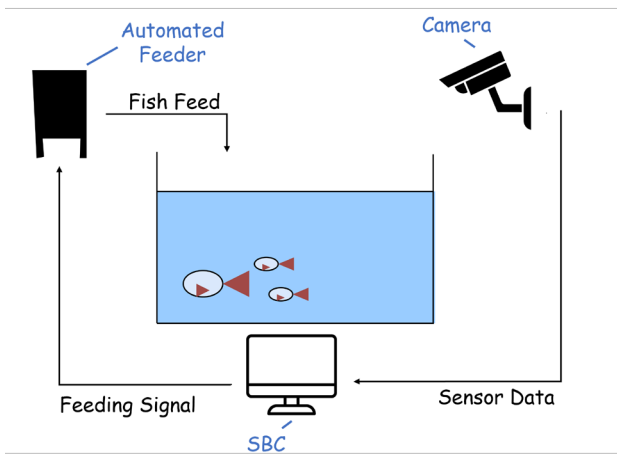 Automated
Feeder
Camera
Fish Feed
Feeding Signal
Sensor Data
SBC